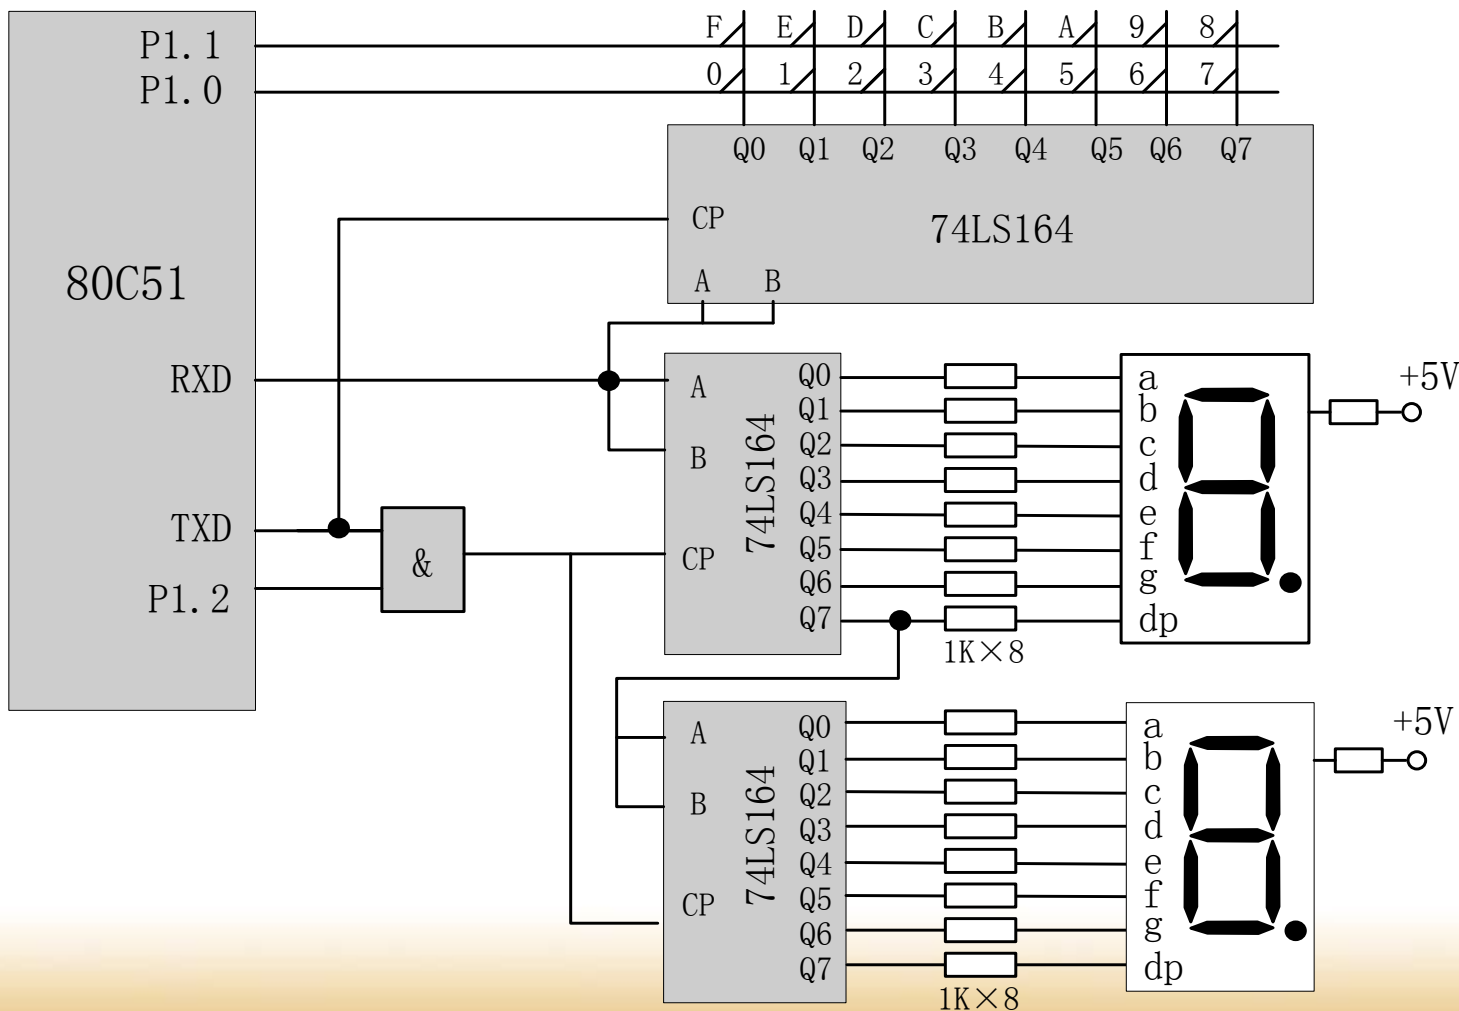 P1.1
P1.0
80C51
RXD
TXD
P1.2
F E D C B A 9 8
0 1 2 3 4 5 6 7
Q0 Q1 Q2 Q3 Q4 Q5 Q6 Q7
CP
74LS164
A B
&
A
B
CP
74LS164
Q0
Q1
Q2
Q3
Q4
Q5
Q6
Q7
1K×8
a
b
c
d
e
f
g
dp
+5V
A
B
CP
74LS164
Q0
Q1
Q2
Q3
Q4
Q5
Q6
Q7
1K×8
a
b
c
d
e
f
g
dp
+5V